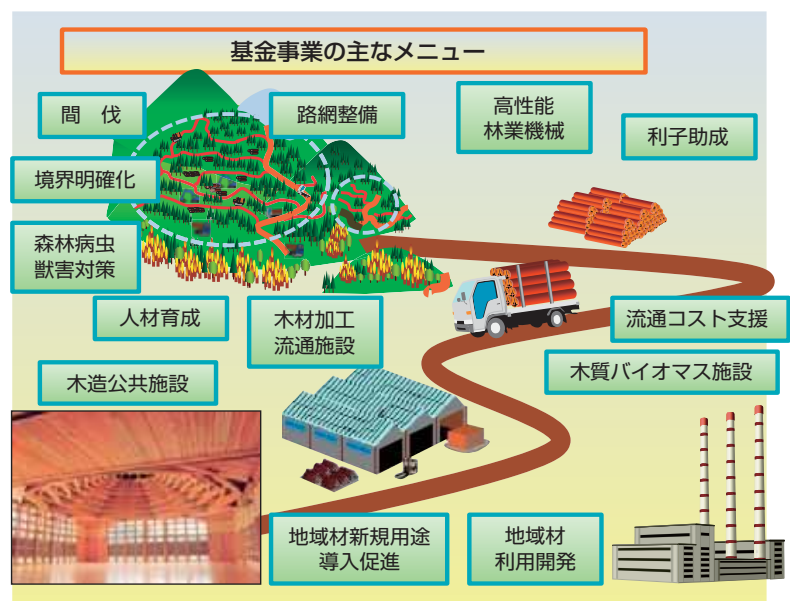 基金事業の主なメニュー
間　伐
路網整備
高性能
林業機械
利子助成
境界明確化
森林病虫
獣害対策
人材育成
木材加工
流通施設
流通コスト支援
木造公共施設
木質バイオマス施設
地域材新規用途
導入促進
地域材
利用開発